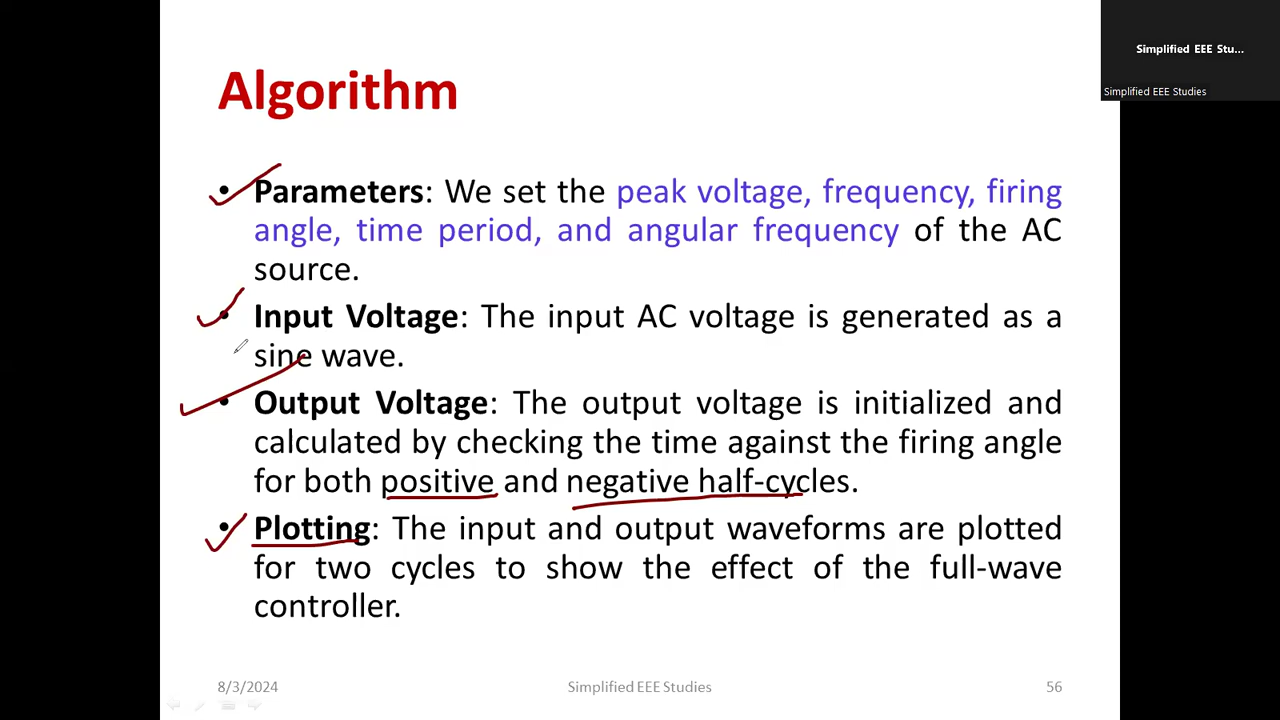 Simplified EEE Stu...
Simplified EEE Studies
Algorithm
• Parameters: We set the peak voltage, frequency, firing
angle, time period, and angular frequency of the AC
source.
• Input Voltage: The input AC voltage is generated as a
sine wave.
• Output Voltage: The output voltage is initialized and
calculated by checking the time against the firing angle
for both positive and negative half-cycles.
• Plotting: The input and output waveforms are plotted
for two cycles to show the effect of the full-wave
controller.
8/3/2024 Simplified EEE Studies 56